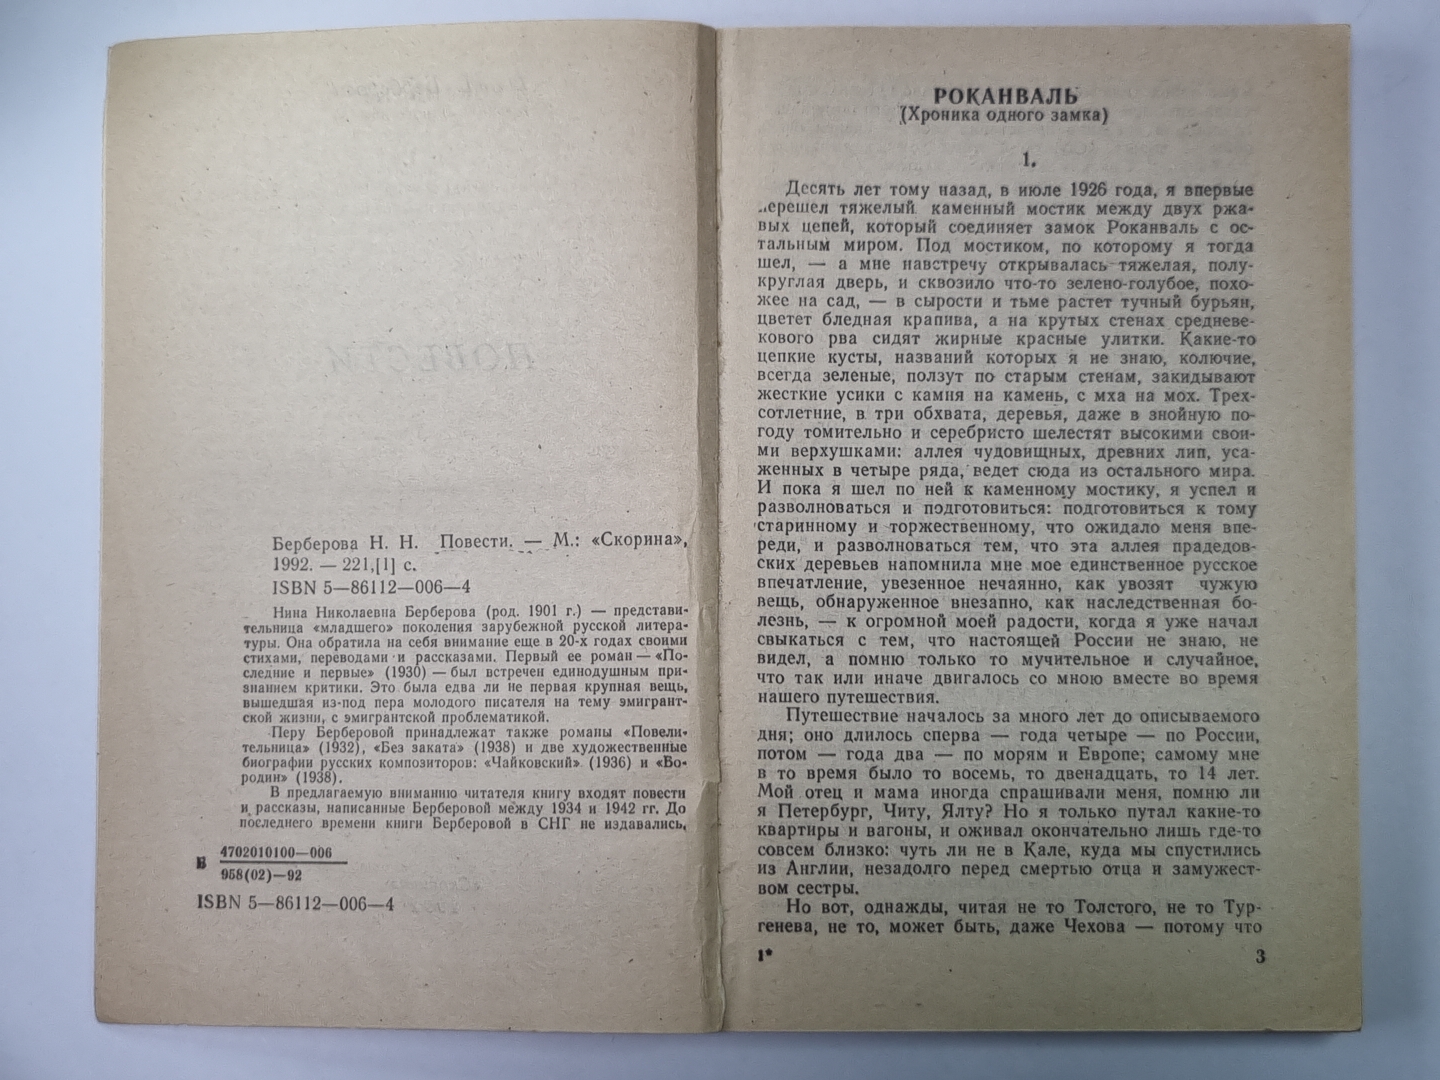 Берберова Н. Н. Повести. — М.: «Скорина»,
1992. — 221,[1] с.
ISBN 5—86112—006—4
Нина Николаевна Берберова (род. 1901 г.) — представи-
тельница «младшего» поколения зарубежной русской литера-
туры. Она обратила на себя внимание еще в 20-х годах своими
стихами, переводами и рассказами. Первый ее роман — «По-
следние и первые» (1930) — был встречен единодушным при-
знанием критики. Это была едва ли не первая крупная вещь,
вышедшая из-под пера молодого писателя на тему эмигрант-
ской жизни, с эмигрантской проблематикой.
Перу Берберовой принадлежат также романы «Повели-
тельница» (1932), «Без заката» (1938) и две художественные
биографии русских композиторов: «Чайковский» (1936) и «Бо-
родин» (1938).
В предлагаемую вниманию читателя книгу входят повести
и рассказы, написанные Берберовой между 1934 и 1942 гг. До
последнего времени книги Берберовой в СНГ не издавались,
Б 4702010100—006
958(02)—92
ISBN 5—86112—006—4
РОКАНВАЛЬ
(Хроника одного замка)
1.
Десять лет тому назад, в июле 1926 года, я впервые
перешел тяжелый каменный мостик между двух ржа-
вых цепей, который соединяет замок Роканваль с ос-
тальным миром. Под мостиком, по которому я тогда
шел, — а мне навстречу открывалась тяжелая, полу-
круглая дверь, и сквозило что-то зелено-голубое, похо-
жее на сад, — в сырости и тьме растет тучный бурьян,
цветет бледная крапива, а на крутых стенах средневе-
кового рва сидят жирные красные улитки. Какие-то
цепкие кусты, названий которых я не знаю, колючие,
всегда зеленые, ползут по старым стенам, закидывают
жесткие усики с камня на камень, с мха на мох. Трех-
сотлетние, в три обхвата, деревья, даже в знойную по-
году томительно и серебристо шелестят высокими свои-
ми верхушками: аллея чудовищных, древних лип, уса-
женных в четыре ряда, ведет сюда из остального мира.
И пока я шел по ней к каменному мостику, я успел и
разволноваться и подготовиться: подготовиться к тому
старинному и торжественному, что ожидало меня впе-
реди, и разволноваться тем, что эта аллея прадедов-
ских деревьев напомнила мне мое единственное русское
впечатление, увезенное нечаянно, как увозят чужую
вещь, обнаруженное внезапно, как наследственная бо-
лезнь, — к огромной моей радости, когда я уже начал
свыкаться с тем, что настоящей России не знаю, не
видел, а помню только то мучительное и случайное,
что так или иначе двигалось со мною вместе во время
нашего путешествия.
Путешествие началось за много лет до описываемого
дня; оно длилось сперва — года четыре — по России,
потом — года два — по морям и Европе; самому мне
в то время было то восемь, то двенадцать, то 14 лет.
Мой отец и мама иногда спрашивали меня, помню ли
я Петербург, Читу, Ялту? Но я только путал какие-то
квартиры и вагоны, и оживал окончательно лишь где-то
совсем близко: чуть ли не в Кале, куда мы спустились
из Англии, незадолго перед смертью отца и замужест-
вом сестры.
Но вот, однажды, читая не то Толстого, не то Тур-
генева, не то, может быть, даже Чехова — потому что
1*
3